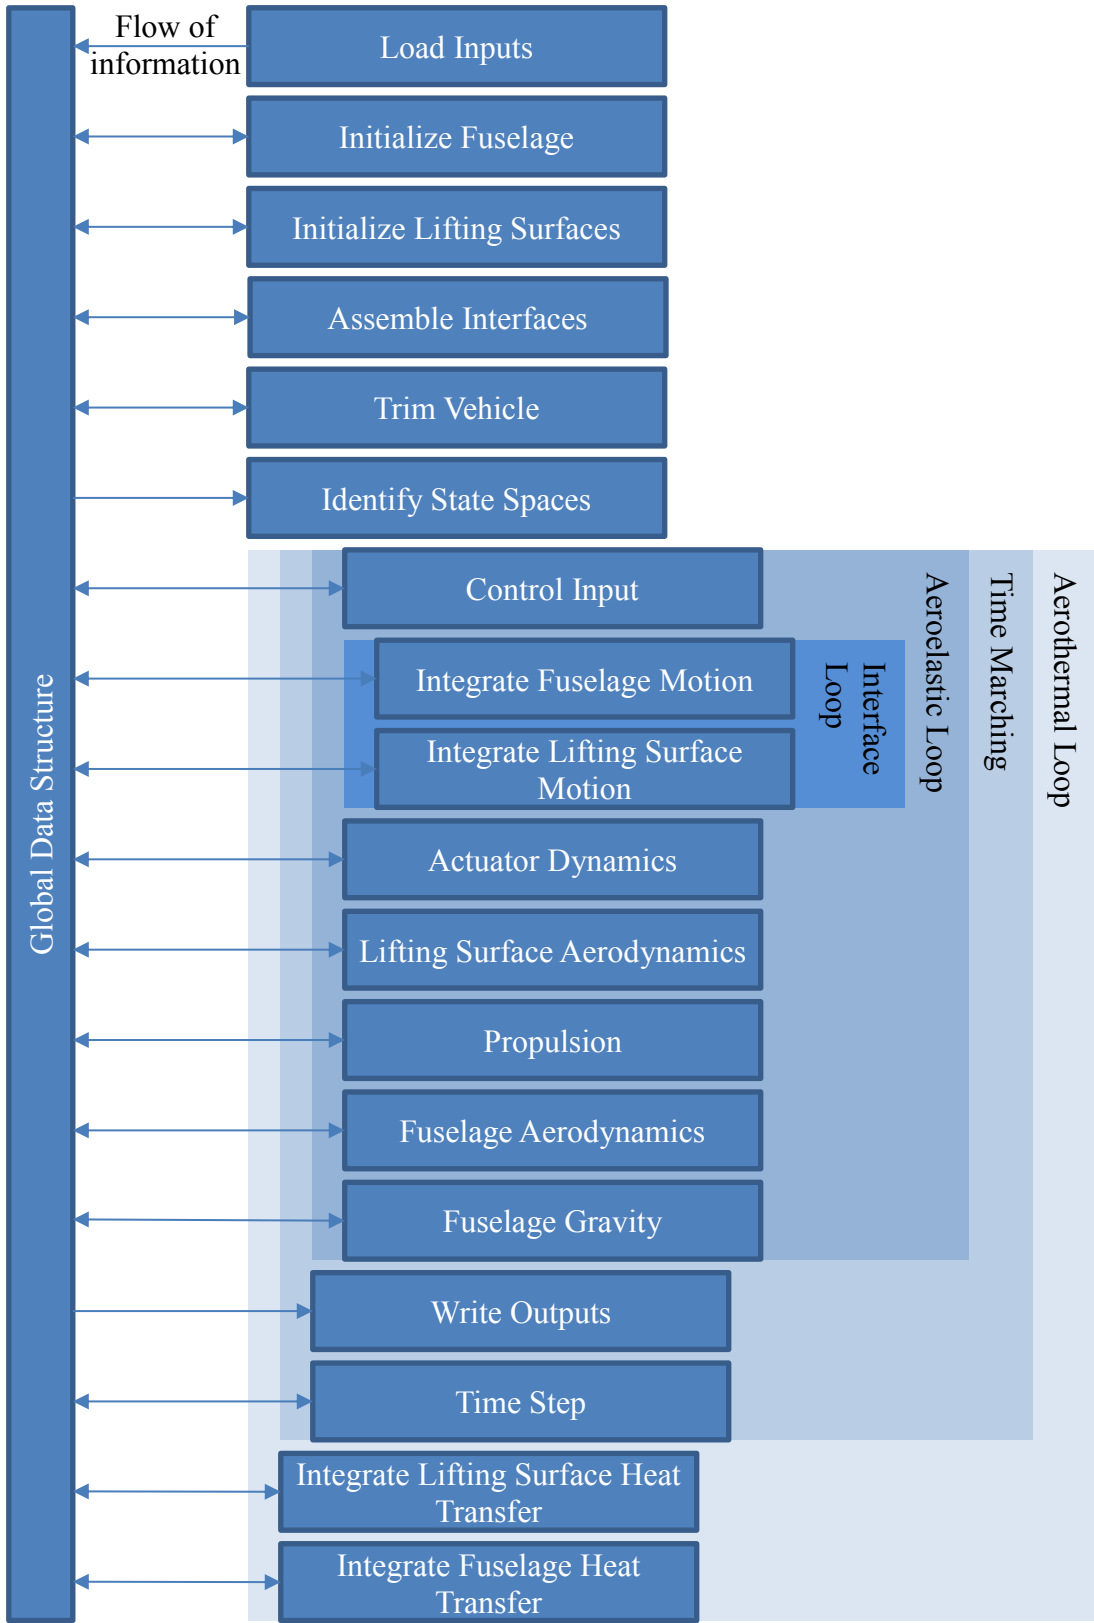 Flow of
information
Load Inputs
Initialize Fuselage
Initialize Lifting Surfaces
Assemble Interfaces
Trim Vehicle
Identify State Spaces
Global Data Structure
Control Input
Integrate Fuselage Motion
Integrate Lifting Surface
Motion
Interface
Loop
Aeroelastic Loop
Time Marching
Aerothermal Loop
Actuator Dynamics
Lifting Surface Aerodynamics
Propulsion
Fuselage Aerodynamics
Fuselage Gravity
Write Outputs
Time Step
Integrate Lifting Surface Heat
Transfer
Integrate Fuselage Heat
Transfer